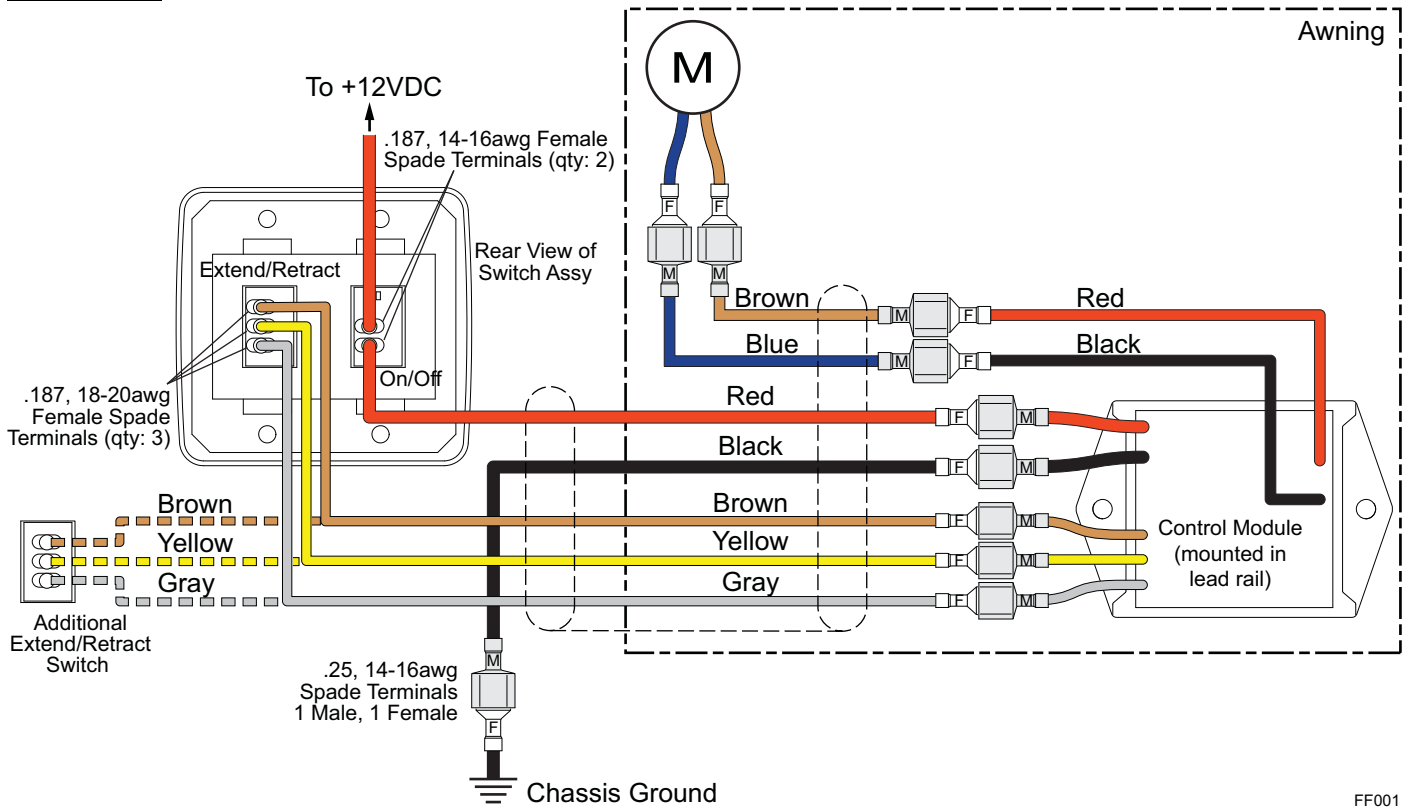 Awning
M
To +12VDC
.187, 14-16awg Female
Spade Terminals (qty: 2)
F
F
Rear View of
Switch Assy
Extend/Retract
M
M
Brown
M
F
Red
Blue
M
F
Black
On/Off
.187, 18-20awg
Female Spade
Terminals (qty: 3)
Red
F
M
Black
F
M
Brown
Brown
F
M
Yellow
Yellow
F
M
Gray
Gray
F
M
Control Module
(mounted in
lead rail)
Additional
Extend/Retract
Switch
M
.25, 14-16awg
Spade Terminals
1 Male, 1 Female
F
Chassis Ground
FF001